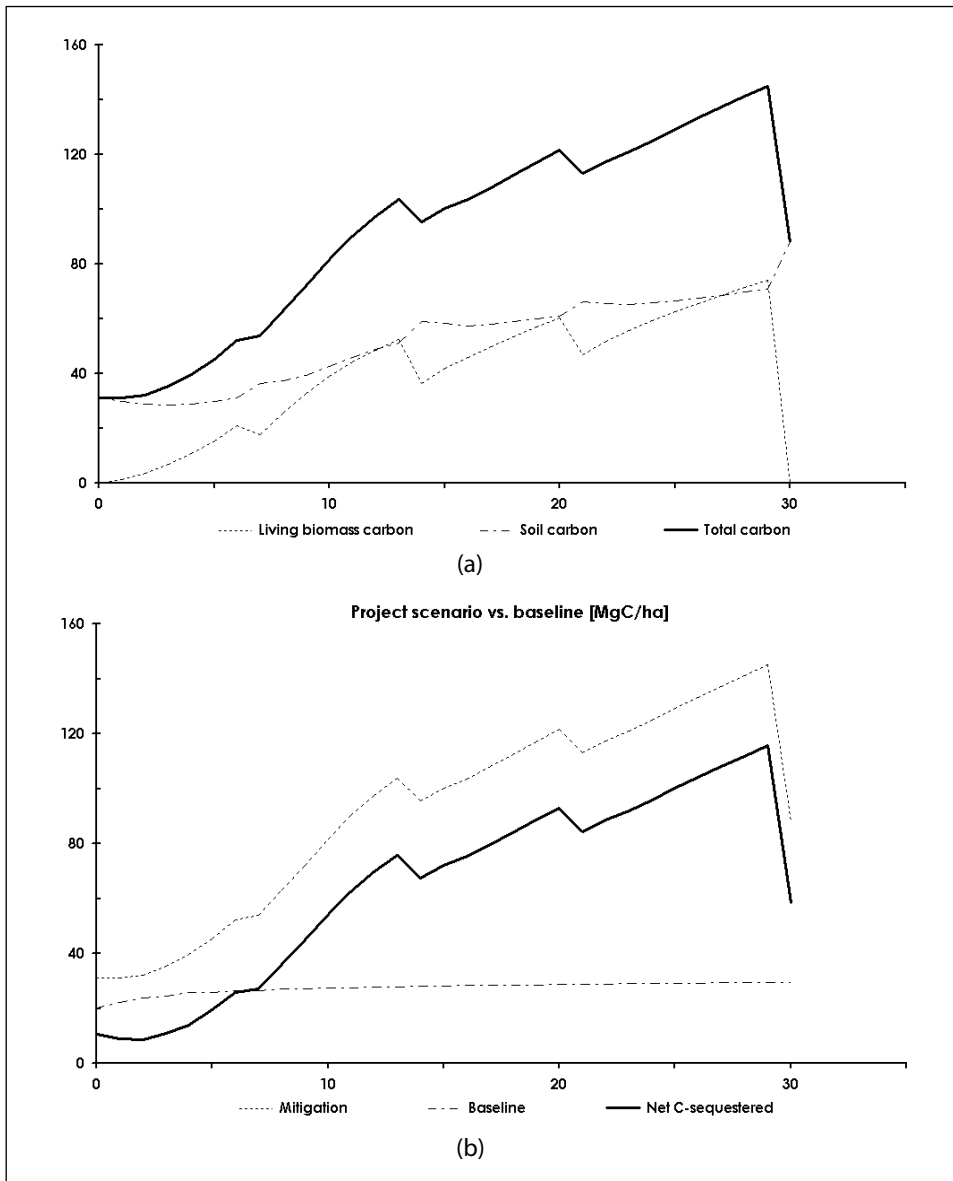 160
120
80
40
0
0 10 20 30
Living biomass carbon Soil carbon Total carbon
(a)
Project scenario vs. baseline [MgC/ha]
160
120
80
40
0
0 10 20 30
Mitigation Baseline Net C-sequestered
(b)